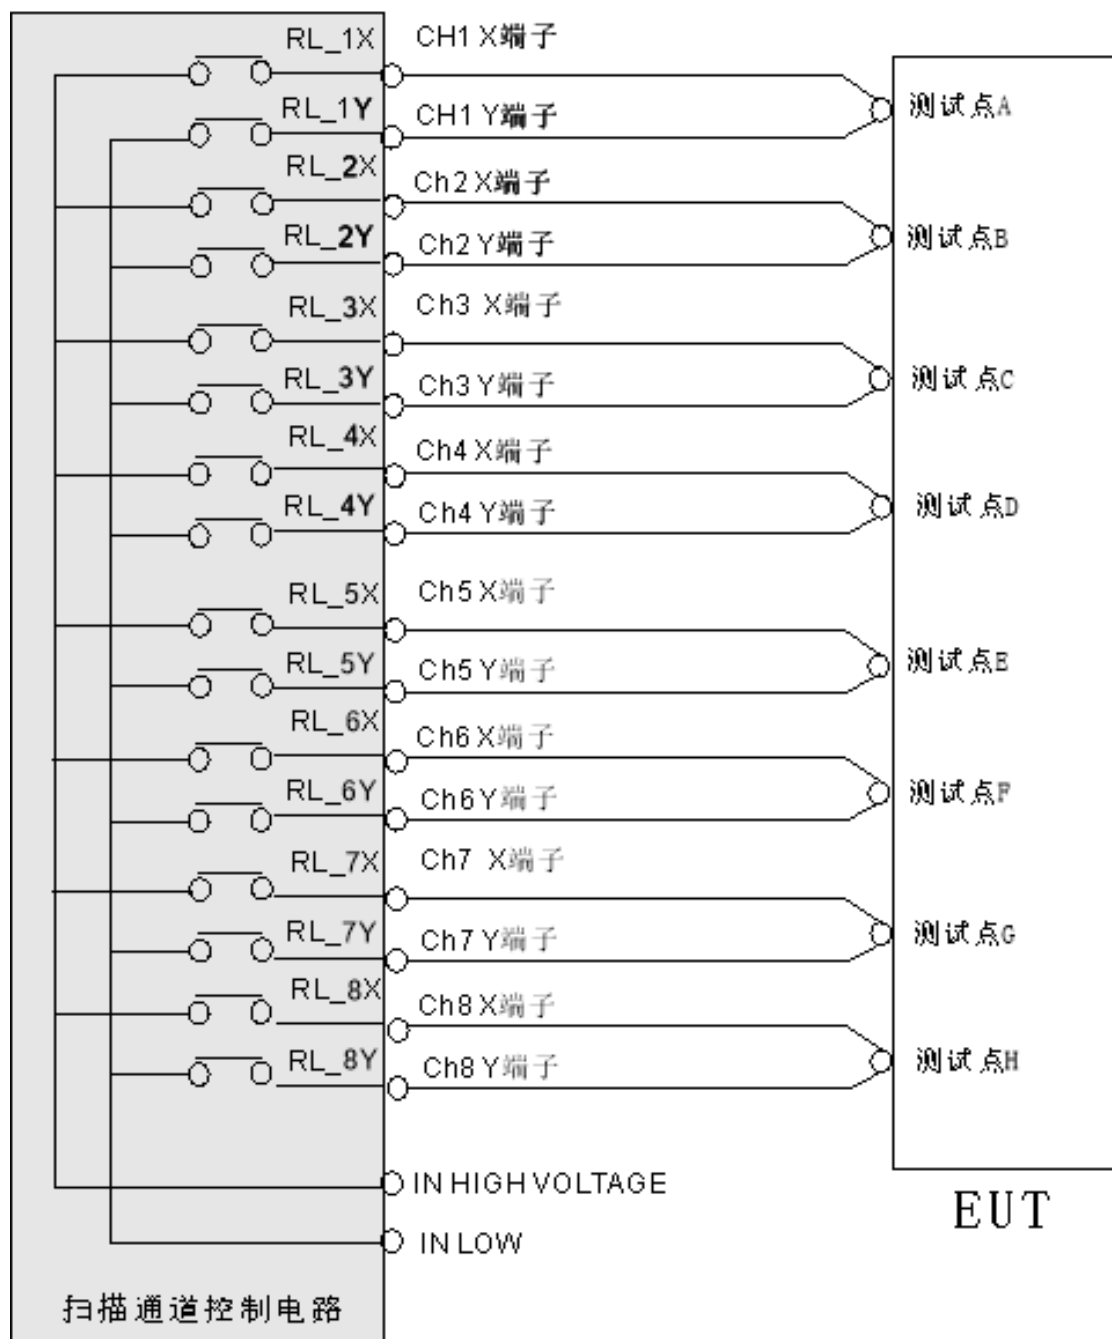 RL_1X CH1 X端子
RL_1Y CH1 Y端子 测试点A
RL_2X Ch2 X端子
RL_2Y Ch2 Y端子 测试点B
RL_3X Ch3 X端子
RL_3Y Ch3 Y端子 测试点C
RL_4X Ch4 X端子
RL_4Y Ch4 Y端子 测试点D
RL_5X Ch5 X端子
RL_5Y Ch5 Y端子 测试点E
RL_6X Ch6 X端子
RL_6Y Ch6 Y端子 测试点F
RL_7X Ch7 X端子
RL_7Y Ch7 Y端子 测试点G
RL_8X Ch8 X端子
RL_8Y Ch8 Y端子 测试点H
IN HIGH VOLTAGE
EUT
IN LOW
扫描通道控制电路